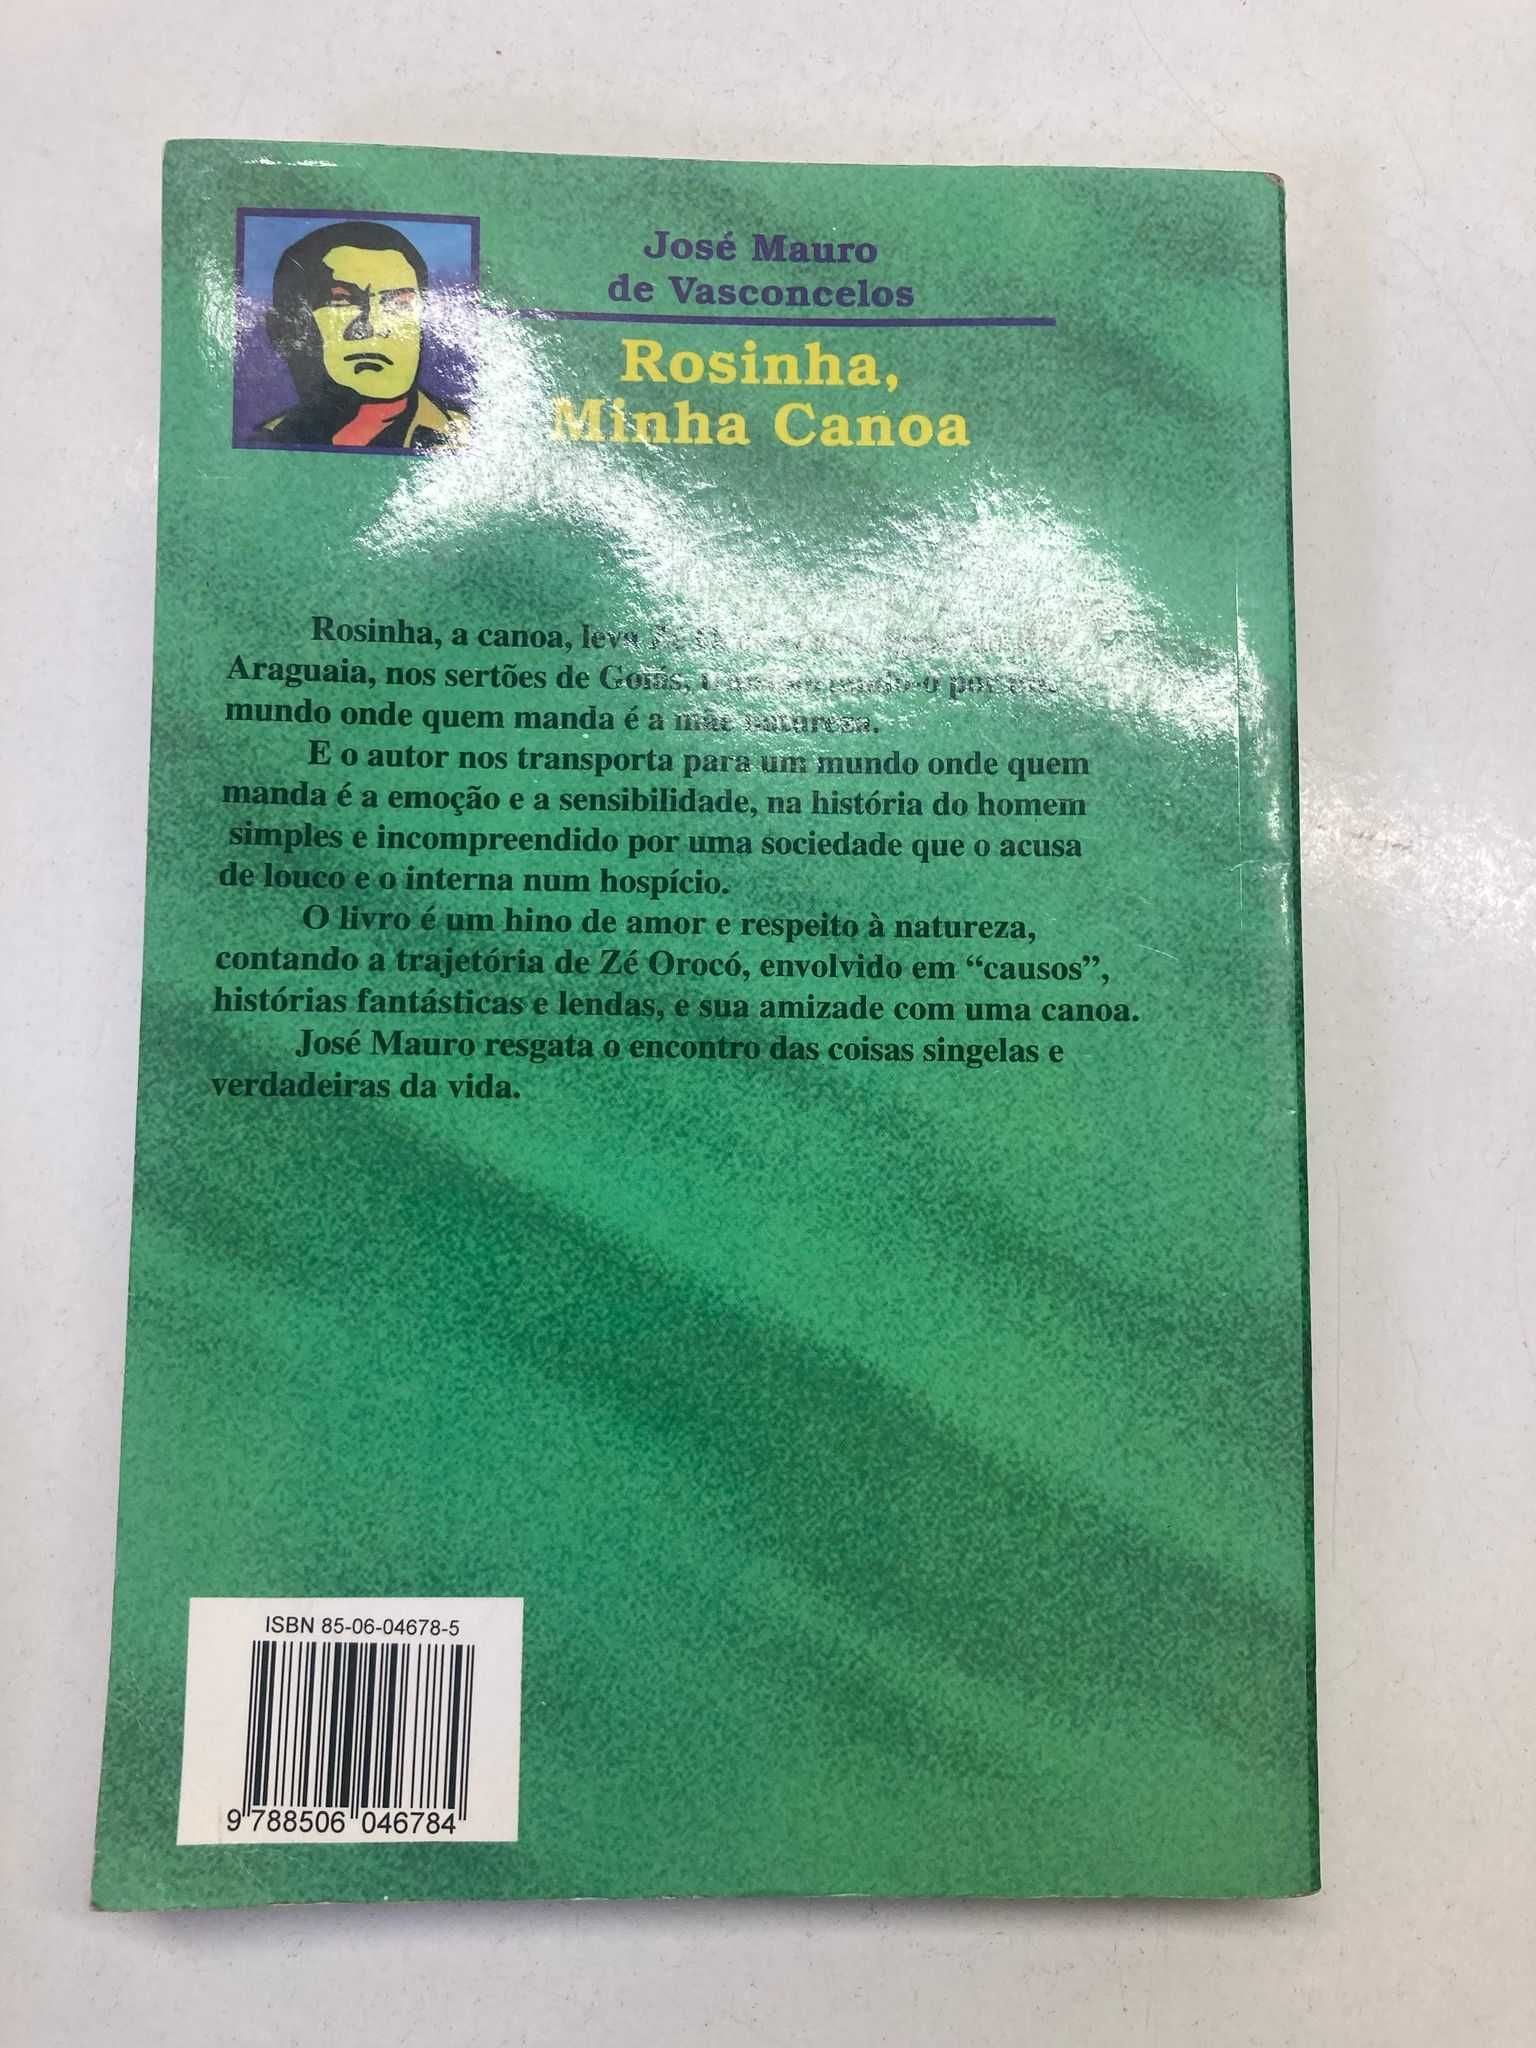 José Mauro
de Vasconcelos
Rosinha,
Minha Canoa
Rosinha, a canoa, leva
Araguaia, nos sertões de Goiás,
mundo onde quem manda é a mãe natureza.
E o autor nos transporta para um mundo onde quem
manda é a emoção e a sensibilidade, na história do homem
simples e incompreendido por uma sociedade que o acusa
de louco e o interna num hospício.
O livro é um hino de amor e respeito à natureza,
contando a trajetória de Zé Orocó, envolvido em “causos”,
histórias fantásticas e lendas, e sua amizade com uma canoa.
José Mauro resgata o encontro das coisas singelas e
verdadeiras da vida.
ISBN 85-06-04678-5
9 788506 046784